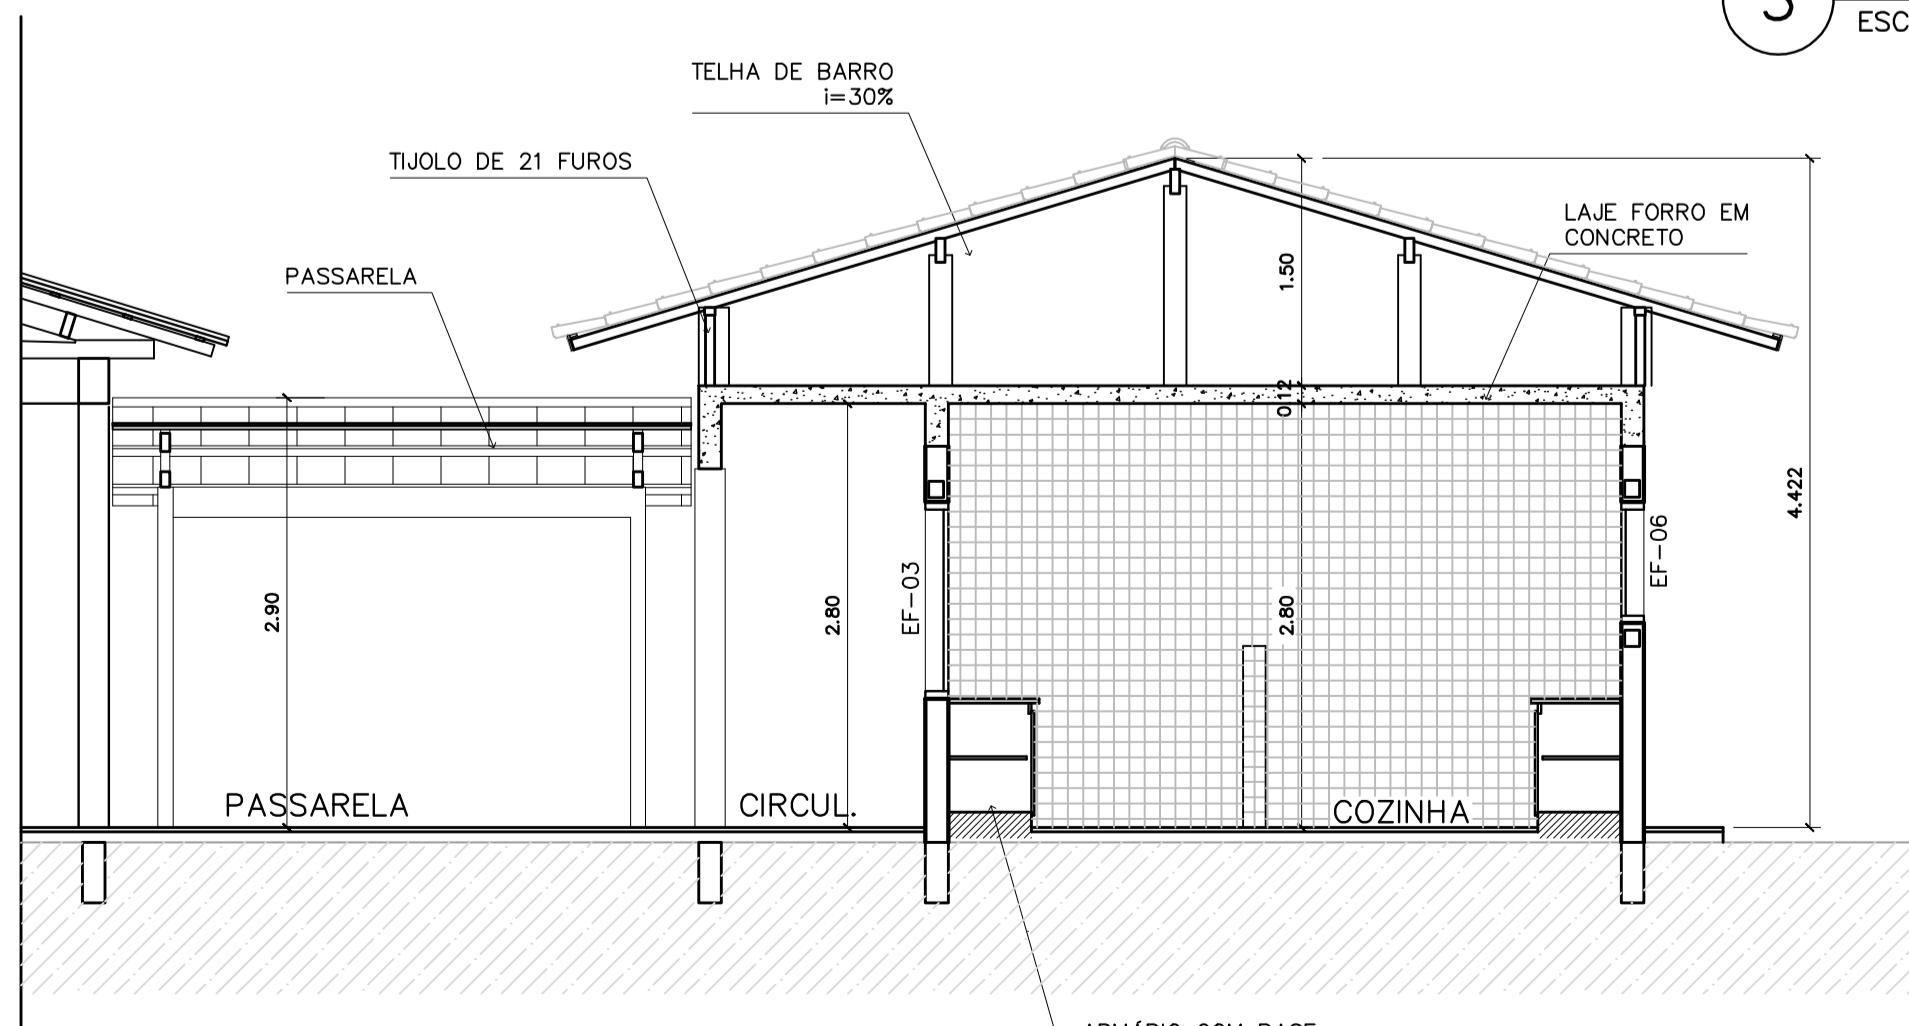 ESC
TELHA DE BARRO
i=30%
TIJOLO DE 21 FUROS
PASSARELA
LAJE FORRO EM
CONCRETO
1.50
0.12
4.422
2.90
2.80
EF-03
2.80
EF-06
PASSARELA
CIRCUL.
COZINHA